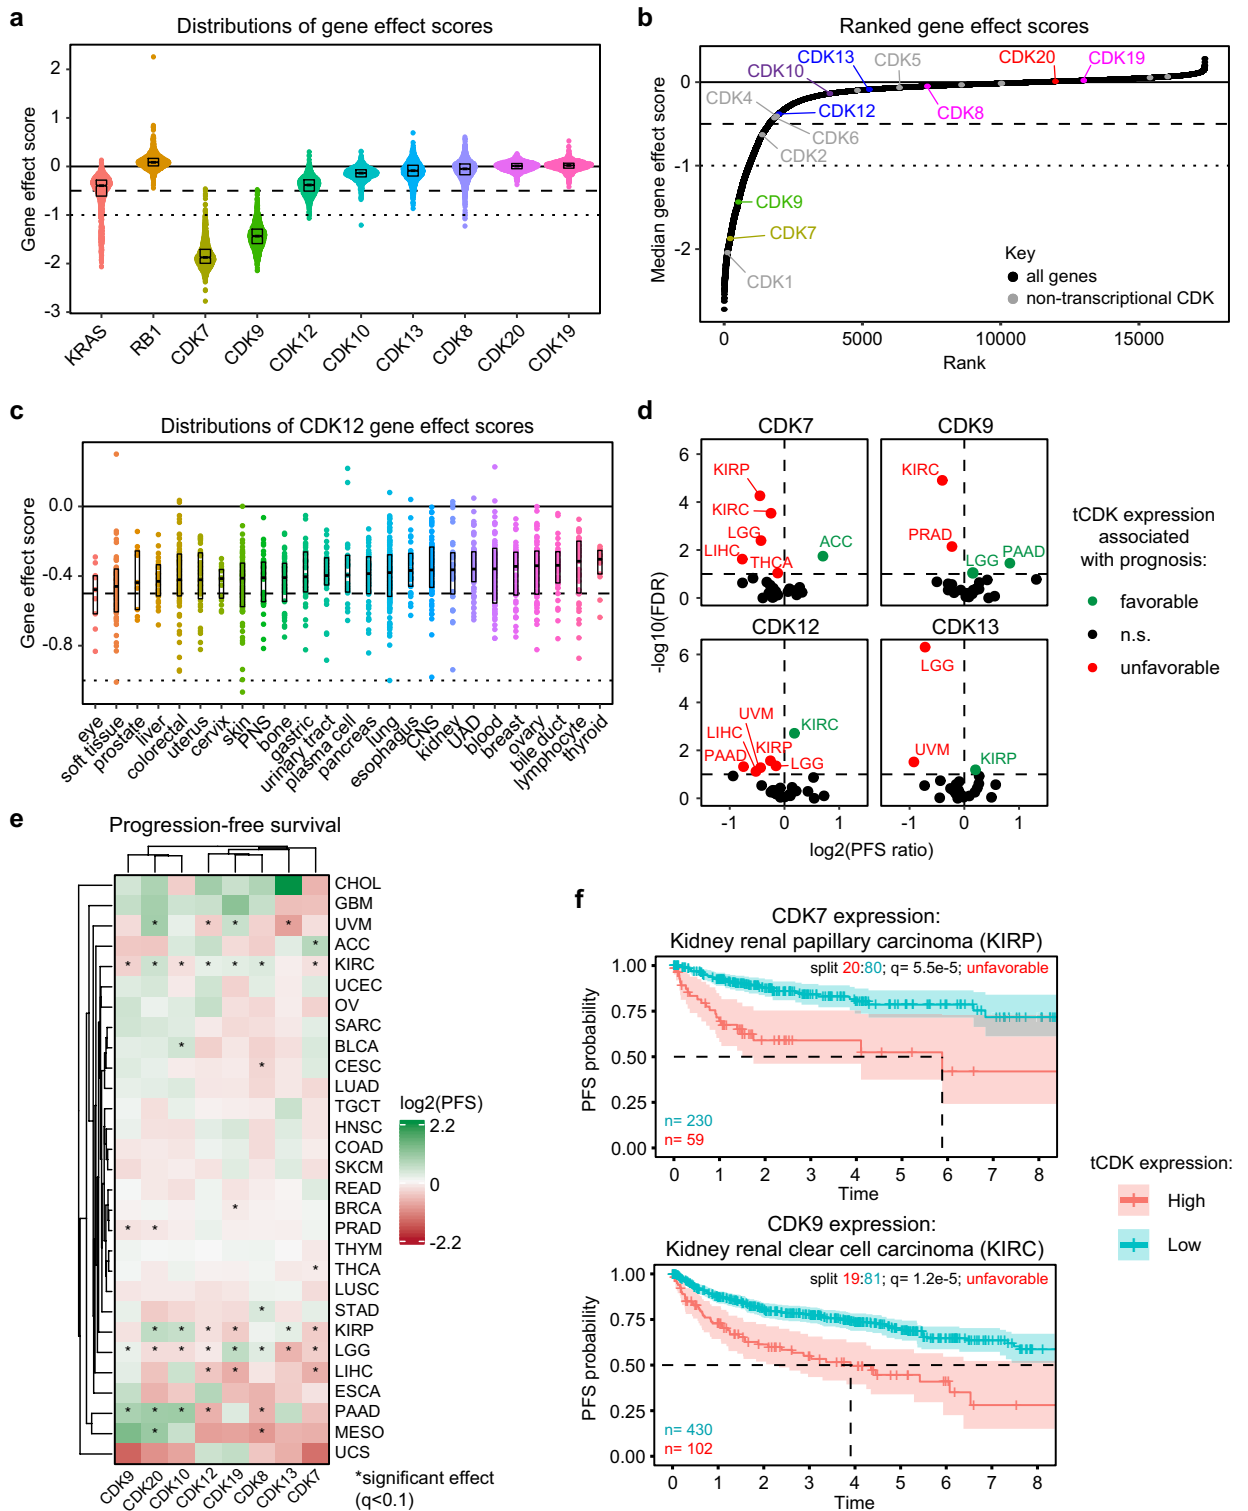 a
Distributions of gene effect scores
Gene effect score
2
1
0
-1
-2
-3
KRAS
RB1
CDK7
CDK9
CDK12
CDK10
CDK13
CDK8
CDK20
CDK19
b
Ranked gene effect scores
Median gene effect score
0
-1
-2
CDK13
CDK5
CDK20
CDK19
CDK10
CDK4
CDK12
CDK8
CDK6
CDK2
CDK9
CDK7
CDK1
Key
all genes
non-transcriptional CDK
0
5000
10000
15000
Rank
c
Distributions of CDK12 gene effect scores
Gene effect score
0.0
-0.4
-0.8
eye
soft tissue
prostate
liver
colorectal
uterus
cervix
skin
PNS
bone
gastric
urinary tract
plasma cell
pancreas
lung
esophagus
CNS
kidney
UAD
blood
breast
ovary
bile duct
lymphocyte
thyroid
d
CDK7
CDK9
6
4
2
0
KIRP
KIRC
LGG
LIHC
THCA
ACC
KIRC
PRAD
LGG
PAAD
-log10(FDR)
CDK12
CDK13
6
4
2
0
UVM
LIHC
PAAD
KIRP
KIRC
LGG
LGG
UVM
KIRP
-1
0
1
-1
0
1
log2(PFS ratio)
tCDK expression
associated
with prognosis:
favorable
n.s.
unfavorable
e
Progression-free survival
CHOL
GBM
UVM
ACC
KIRC
UCEC
OV
SARC
BLCA
CESC
LUAD
TGCT
HNSC
COAD
SKCM
READ
BRCA
PRAD
THYM
THCA
LUSC
STAD
KIRP
LGG
LIHC
ESCA
PAAD
MESO
UCS
CDK9
CDK20
CDK10
CDK12
CDK19
CDK8
CDK13
CDK7
log2(PFS)
2.2
0
-2.2
*significant effect
(q<0.1)
f
CDK7 expression:
Kidney renal papillary carcinoma (KIRP)
split 20:80; q= 5.5e-5; unfavorable
PFS probability
1.00
0.75
0.50
0.25
0.00
n= 230
n= 59
0
1
2
3
4
5
6
7
8
Time
CDK9 expression:
Kidney renal clear cell carcinoma (KIRC)
split 19:81; q= 1.2e-5; unfavorable
PFS probability
1.00
0.75
0.50
0.25
0.00
n= 430
n= 102
0
1
2
3
4
5
6
7
8
Time
tCDK expression:
High
Low